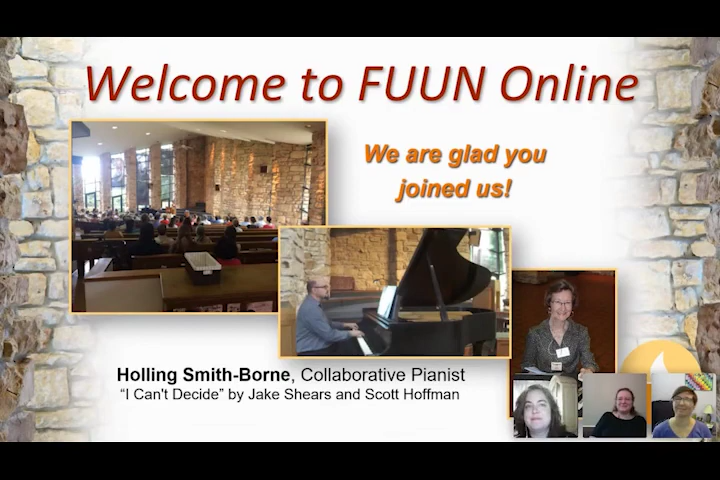 Welcome to FUUN Online
We are glad you
joined us!
Holling Smith-Borne, Collaborative Pianist
“I Can't Decide” by Jake Shears and Scott Hoffman